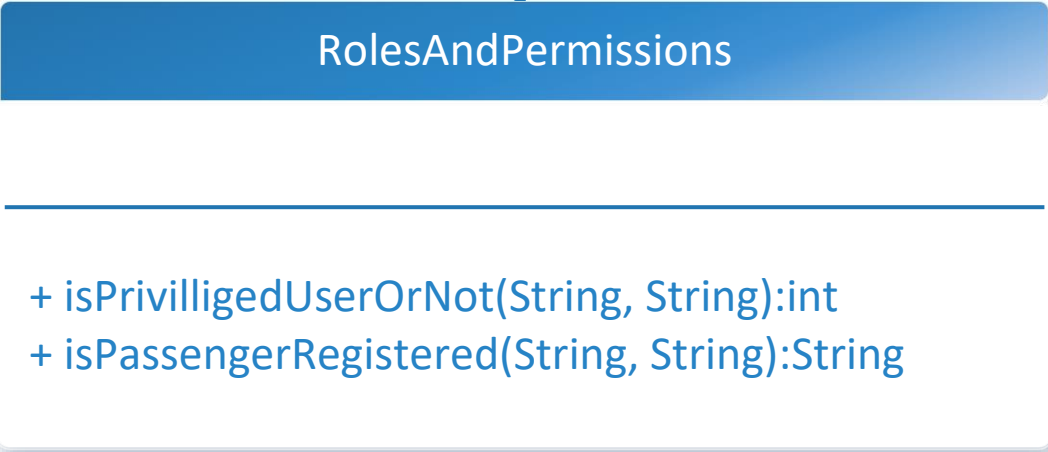 RolesAndPermissions
+ isPrivilligedUserOrNot(String, String):int
+ isPassengerRegistered(String, String):String